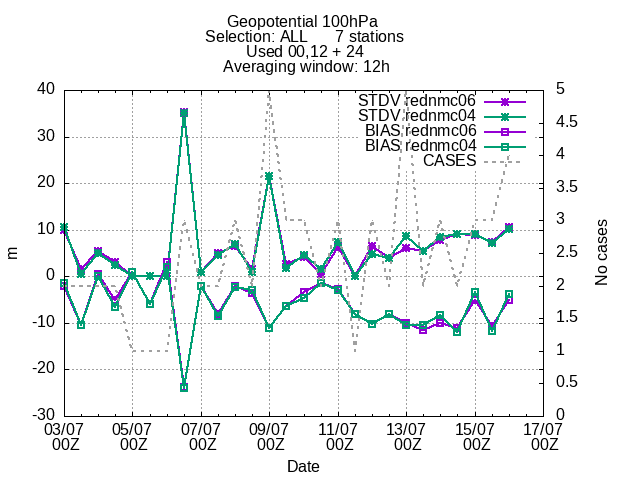 Geopotential 100hPa
Selection: ALL 7 stations
Used 00,12 + 24
Averaging window: 12h
STDV rednmc06
STDV rednmc04
BIAS rednmc06
BIAS rednmc04
CASES
40
30
20
10
0
-10
-20
-30
m
5
4.5
4
3.5
3
2.5
2
1.5
1
0.5
0
No cases
03/07 05/07 07/07 09/07 11/07 13/07 15/07 17/07
00Z 00Z 00Z 00Z 00Z 00Z 00Z 00Z
Date